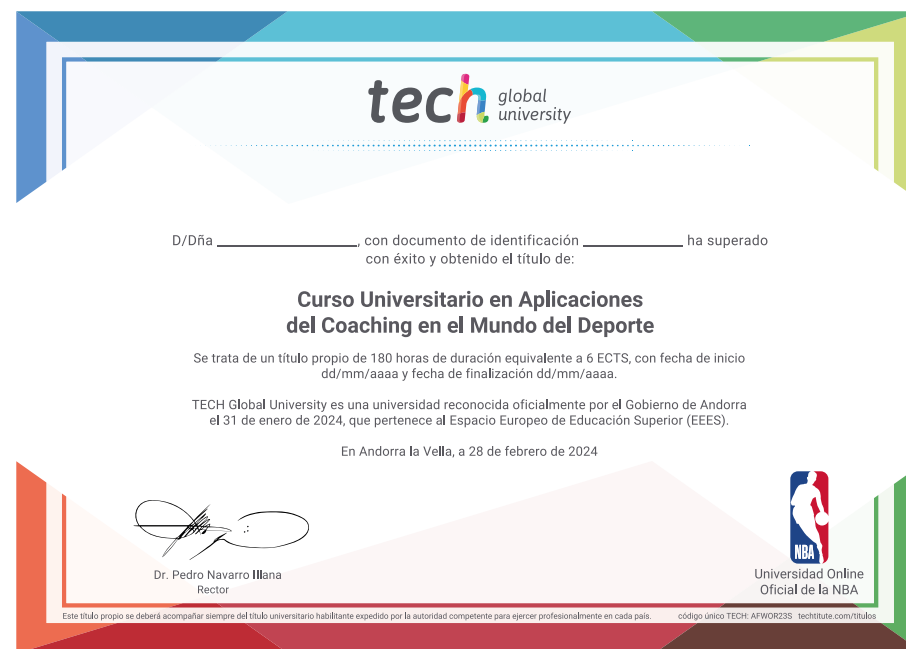 tech global university
D/Dña ____________________, con documento de identificación ______________ ha superado
con éxito y obtenido el título de:
Curso Universitario en Aplicaciones
del Coaching en el Mundo del Deporte
Se trata de un título propio de 180 horas de duración equivalente a 6 ECTS, con fecha de inicio
dd/mm/aaaa y fecha de finalización dd/mm/aaaa.
TECH Global University es una universidad reconocida oficialmente por el Gobierno de Andorra
el 31 de enero de 2024, que pertenece al Espacio Europeo de Educación Superior (EEES).
En Andorra la Vella, a 28 de febrero de 2024
Dr. Pedro Navarro Illana
Rector
NBA
Universidad Online
Oficial de la NBA
Este título propio se deberá acompañar siempre del título universitario habilitante expedido por la autoridad competente para ejercer profesionalmente en cada país.
código único TECH: AFWOR23S techtitute.com/titulos